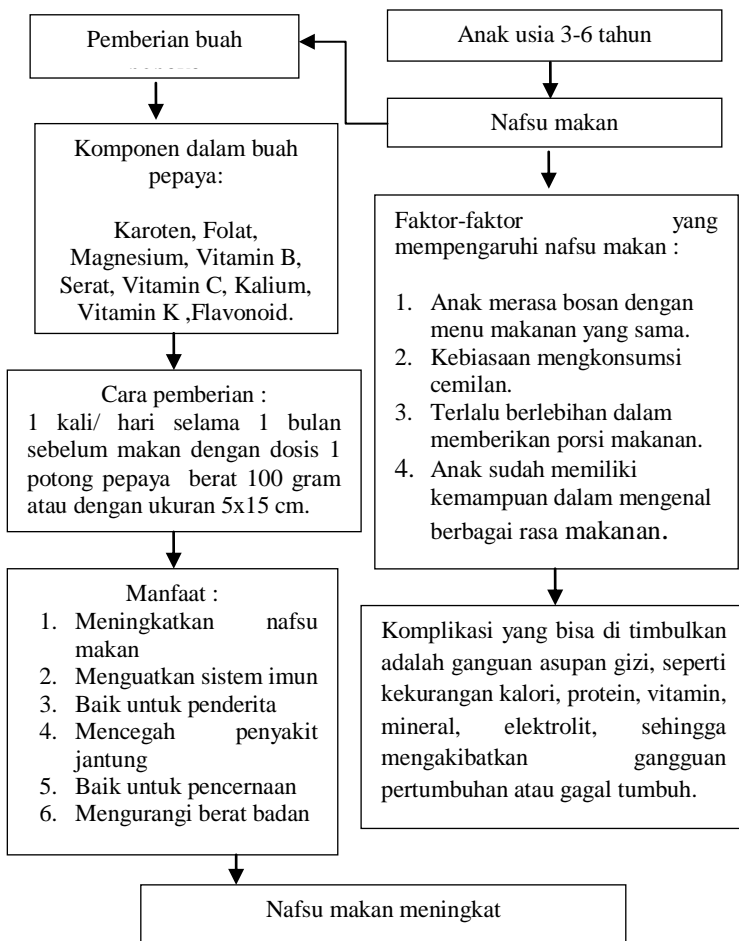 Pemberian buah
Anak usia 3-6 tahun
Nafsu makan
Komponen dalam buah
pepaya:
Karoten, Folat,
Magnesium, Vitamin B,
Serat, Vitamin C, Kalium,
Vitamin K ,Flavonoid.
Cara pemberian :
1 kali/ hari selama 1 bulan
sebelum makan dengan dosis 1
potong pepaya berat 100 gram
atau dengan ukuran 5x15 cm.
Manfaat :
1. Meningkatkan nafsu
makan
2. Menguatkan sistem imun
3. Baik untuk penderita
4. Mencegah penyakit
jantung
5. Baik untuk pencernaan
6. Mengurangi berat badan
Faktor-faktor yang
mempengaruhi nafsu makan :
1. Anak merasa bosan dengan
menu makanan yang sama.
2. Kebiasaan mengkonsumsi
cemilan.
3. Terlalu berlebihan dalam
memberikan porsi makanan.
4. Anak sudah memiliki
kemampuan dalam mengenal
berbagai rasa makanan.
Komplikasi yang bisa di timbulkan
adalah ganguan asupan gizi, seperti
kekurangan kalori, protein, vitamin,
mineral, elektrolit, sehingga
mengakibatkan gangguan
pertumbuhan atau gagal tumbuh.
Nafsu makan meningkat